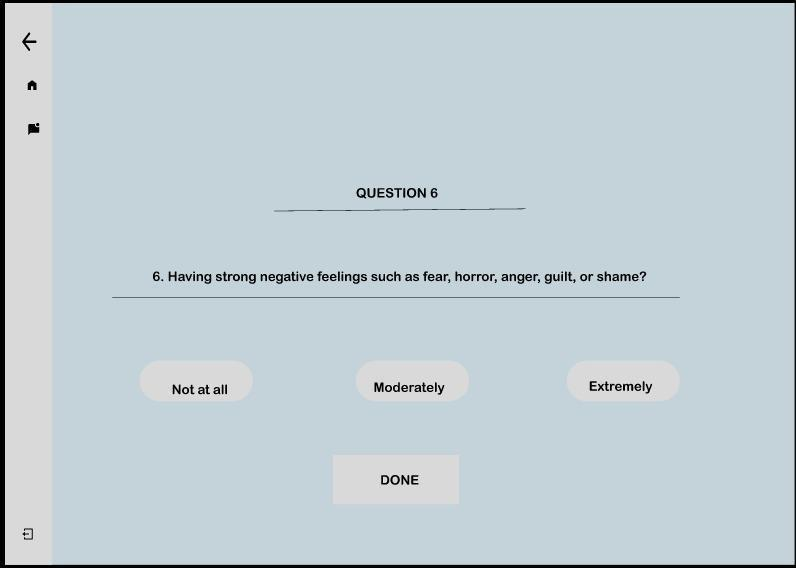 QUESTION 6
6. Having strong negative feelings such as fear, horror, anger, guilt, or shame?
Not at all
Moderately
Extremely
DONE